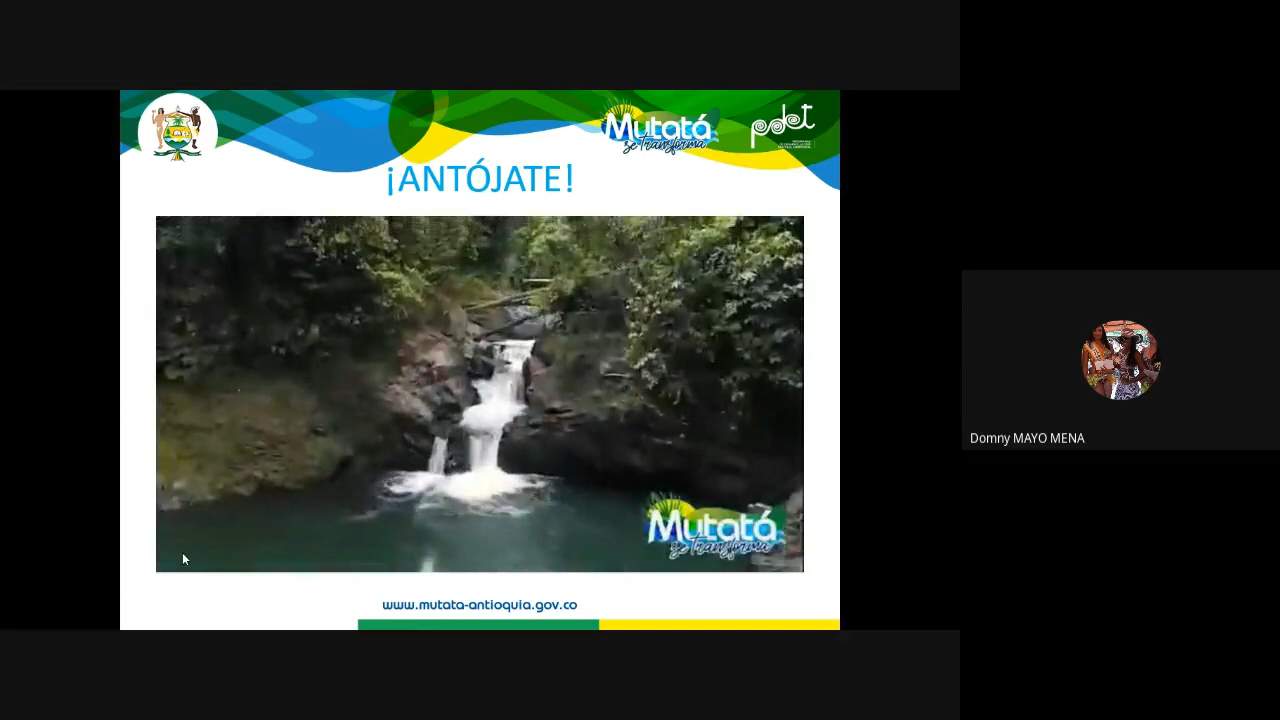 Mutatá
se transforma
pdet
¡ANTÓJATE!
Mutatá
se transforma
www.mutata-antioquia.gov.co
Domny MAYO MENA